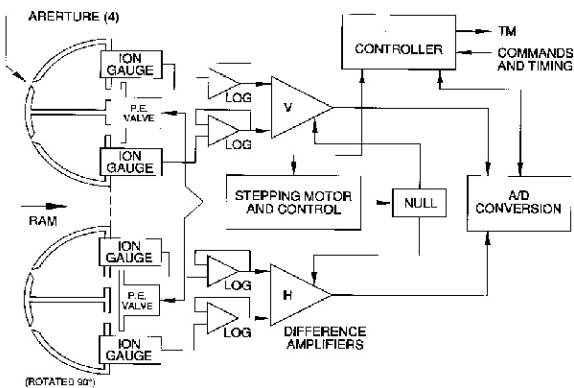 ARERTURE (4)
ION
GAUGE
P.E.
VALVE
ION
GAUGE
LOG
LOG
V
CONTROLLER
TM
COMMANDS
AND TIMING
STEPPING MOTOR
AND CONTROL
NULL
A/D
CONVERSION
RAM
ION
GAUGE
P.E.
VALVE
ION
GAUGE
LOG
LOG
H
DIFFERENCE
AMPLIFIERS
(ROTATED 90°)